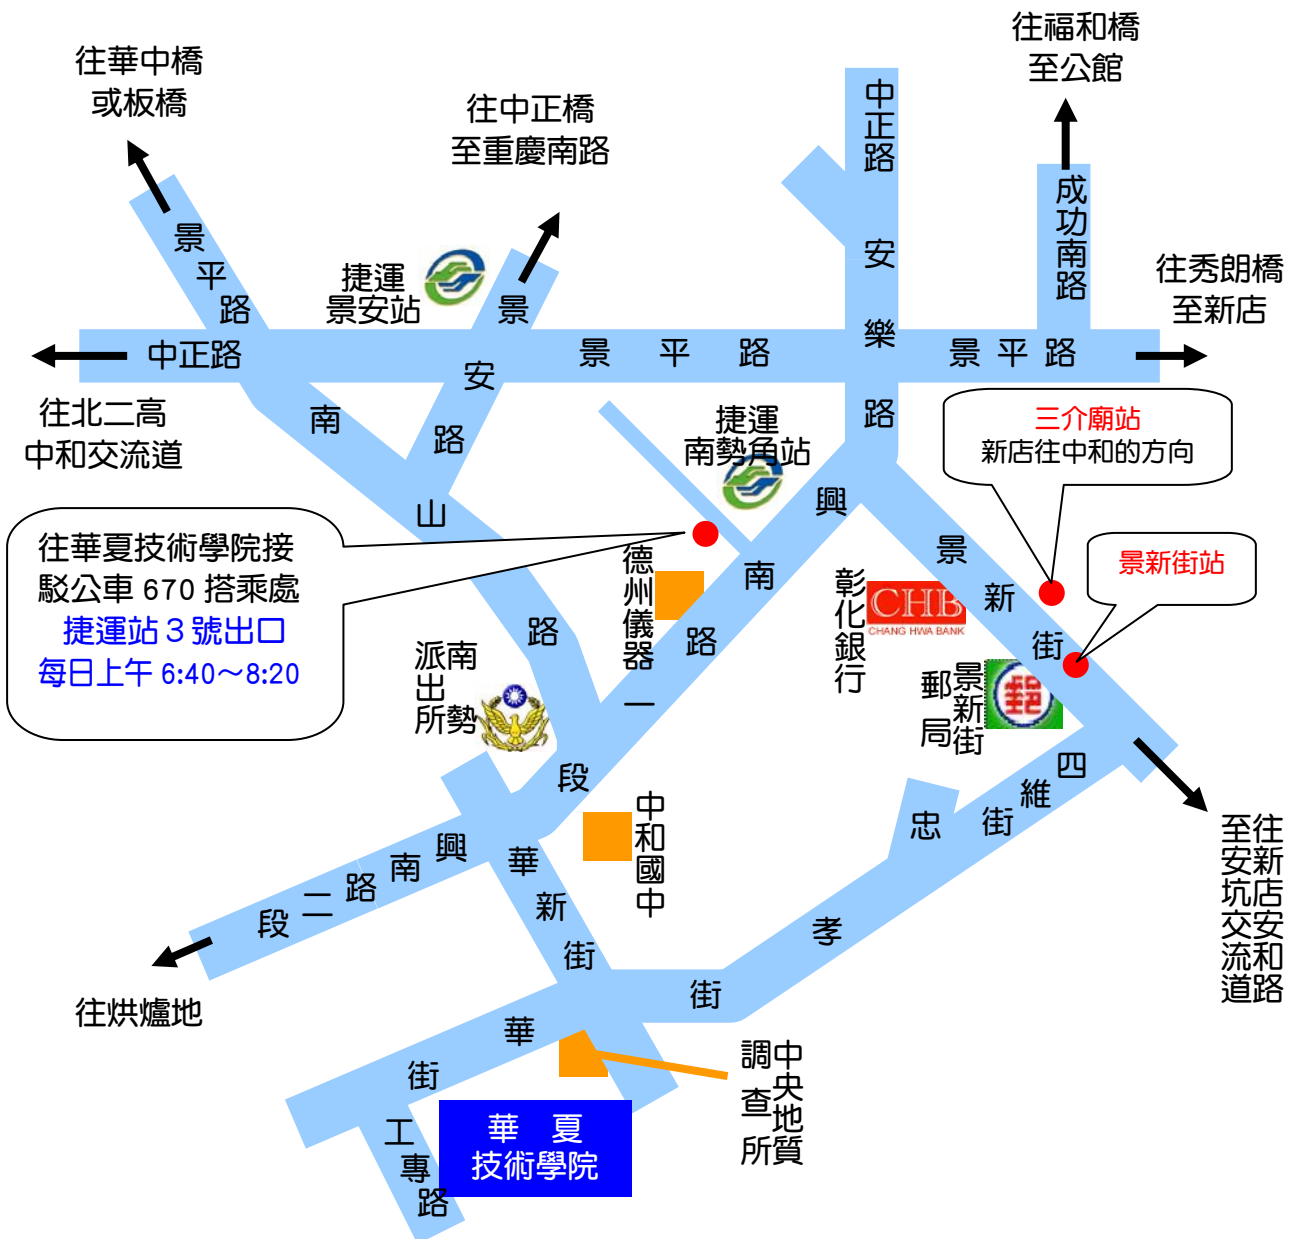 往福和橋
至公館
往華中橋
或板橋
往中正橋
至重慶南路
中正路
成功南路
景平路
捷運
景安站
景安路
安樂路
往秀朗橋
至新店
中正路
景平路
景平路
往北二高
中和交流道
南山路
捷運
南勢角站
三介廟站
新店往中和的方向
往華夏技術學院接
駁公車 670 搭乘處
捷運站 3 號出口
每日上午 6:40～8:20
德州儀器
興南路一段
彰化銀行
CHB
CHANG HWA BANK
景新街
景新街站
南勢
派出所
景新街
郵局
郵
四維街
忠孝街
中和國中
興南路二段
華新街
往新店安和路
至安坑交流道
往烘爐地
華街
中央地質
調查所
工專路
華夏
技術學院